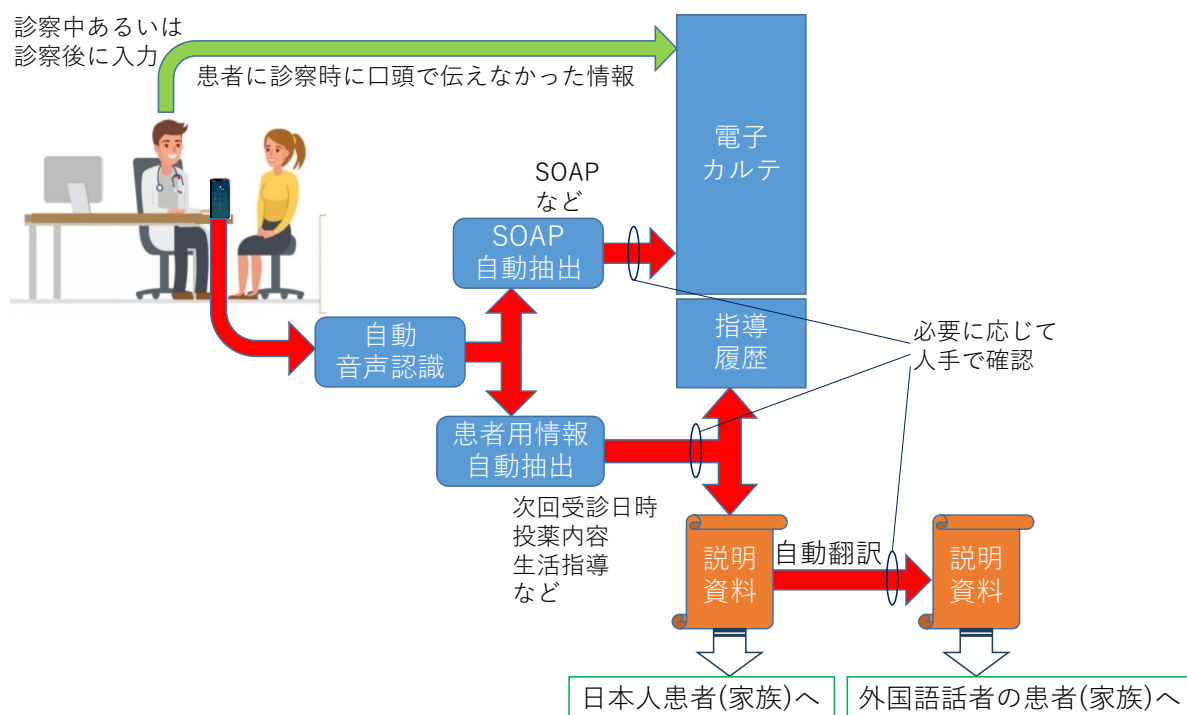 診察中あるいは
診察後に入力
患者に診察時に口頭で伝えなかった情報
電子
カルテ
SOAP
など
SOAP
自動抽出
自動
音声認識
指導
履歴
必要に応じて
人手で確認
患者用情報
自動抽出
次回受診日時
投薬内容
生活指導
など
説明
資料
自動翻訳
説明
資料
日本人患者(家族)へ
外国語話者の患者(家族)へ